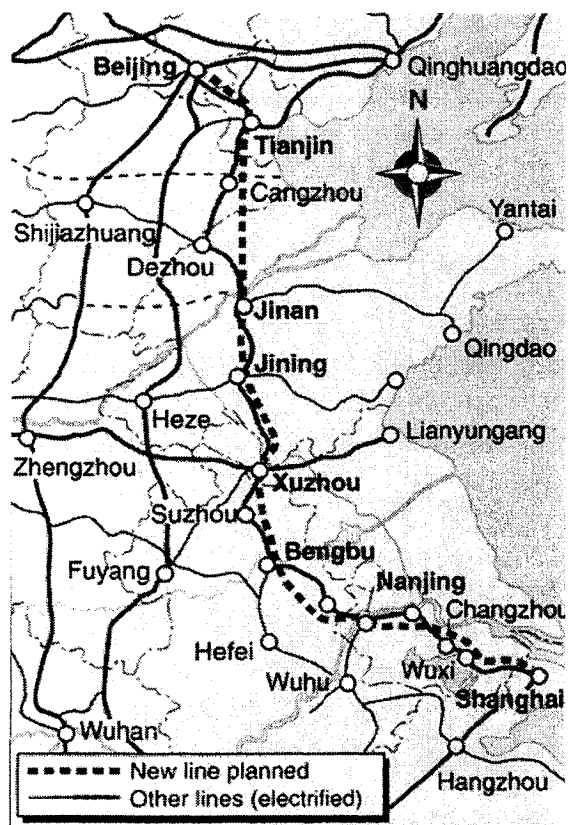 Beijing
Qinghuangdao
N
Tianjin
Cangzhou
Yantai
Shijiazhuang
Dezhou
Jinan
Qingdao
Jining
Heze
Lianyungang
Zhengzhou
Xuzhou
Suzhou
Bengbu
Fuyang
Nanjing
Changzhou
Hefei
Wuxi
Wuhu
Shanghai
Wuhan
Hangzhou
New line planned
Other lines (electrified)